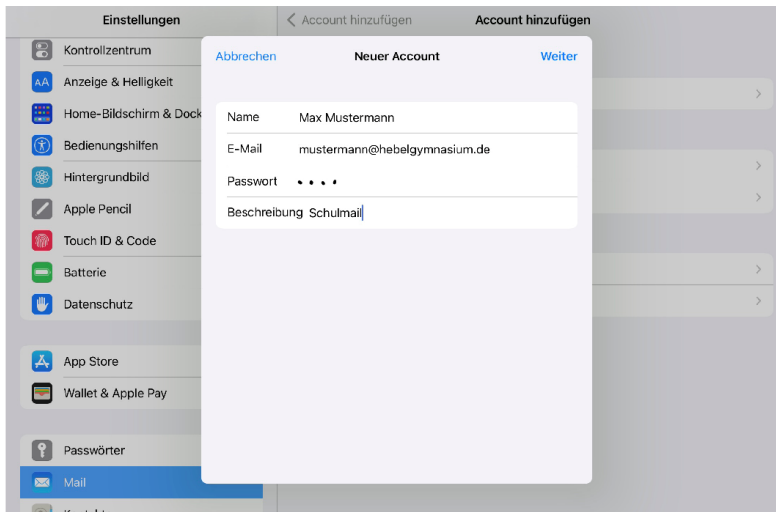 Einstellungen
Account hinzufügen
Account hinzufügen
Kontrollzentrum
AA
Anzeige & Helligkeit
Home-Bildschirm & Dock
Bedienungshilfen
Hintergrundbild
Apple Pencil
Touch ID & Code
Batterie
Datenschutz
App Store
Wallet & Apple Pay
Passwörter
Mail
Abbrechen
Neuer Account
Weiter
Name Max Mustermann
E-Mail mustermann@hebelgymnasium.de
Passwort
Beschreibung Schulmail